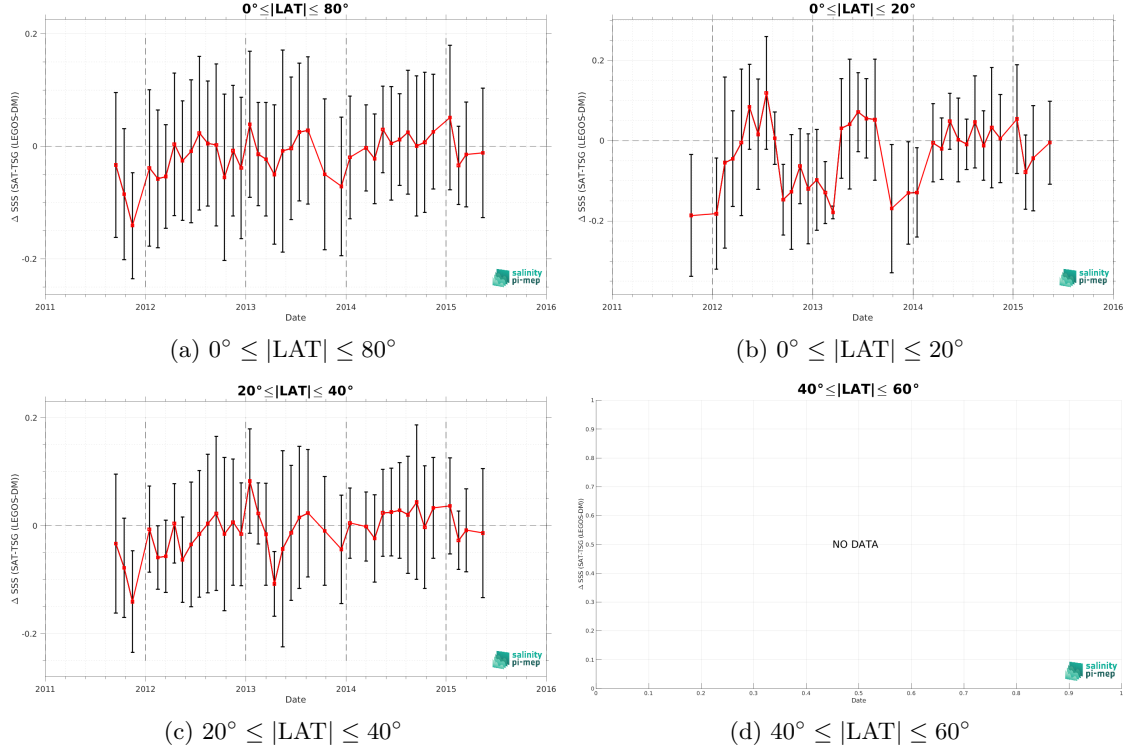 0°≤|LAT|≤ 80°
Δ SSS (SAT-TSG (LEGOS-DM))
0.2
0
-0.2
2011 2012 2013 2014 2015 2016
Date
salinity
pi-mep
(a) 0° ≤ |LAT| ≤ 80°
0°≤|LAT|≤ 20°
Δ SSS (SAT-TSG (LEGOS-DM))
0.2
0
-0.2
2011 2012 2013 2014 2015 2016
Date
salinity
pi-mep
(b) 0° ≤ |LAT| ≤ 20°
20°≤|LAT|≤ 40°
Δ SSS (SAT-TSG (LEGOS-DM))
0.2
0
-0.2
2011 2012 2013 2014 2015 2016
Date
salinity
pi-mep
(c) 20° ≤ |LAT| ≤ 40°
40°≤|LAT|≤ 60°
Δ SSS (SAT-TSG (LEGOS-DM))
1
0.9
0.8
0.7
0.6
0.5
0.4
0.3
0.2
0.1
0
NO DATA
0 0.1 0.2 0.3 0.4 0.5 0.6 0.7 0.8 0.9 1
Date
salinity
pi-mep
(d) 40° ≤ |LAT| ≤ 60°